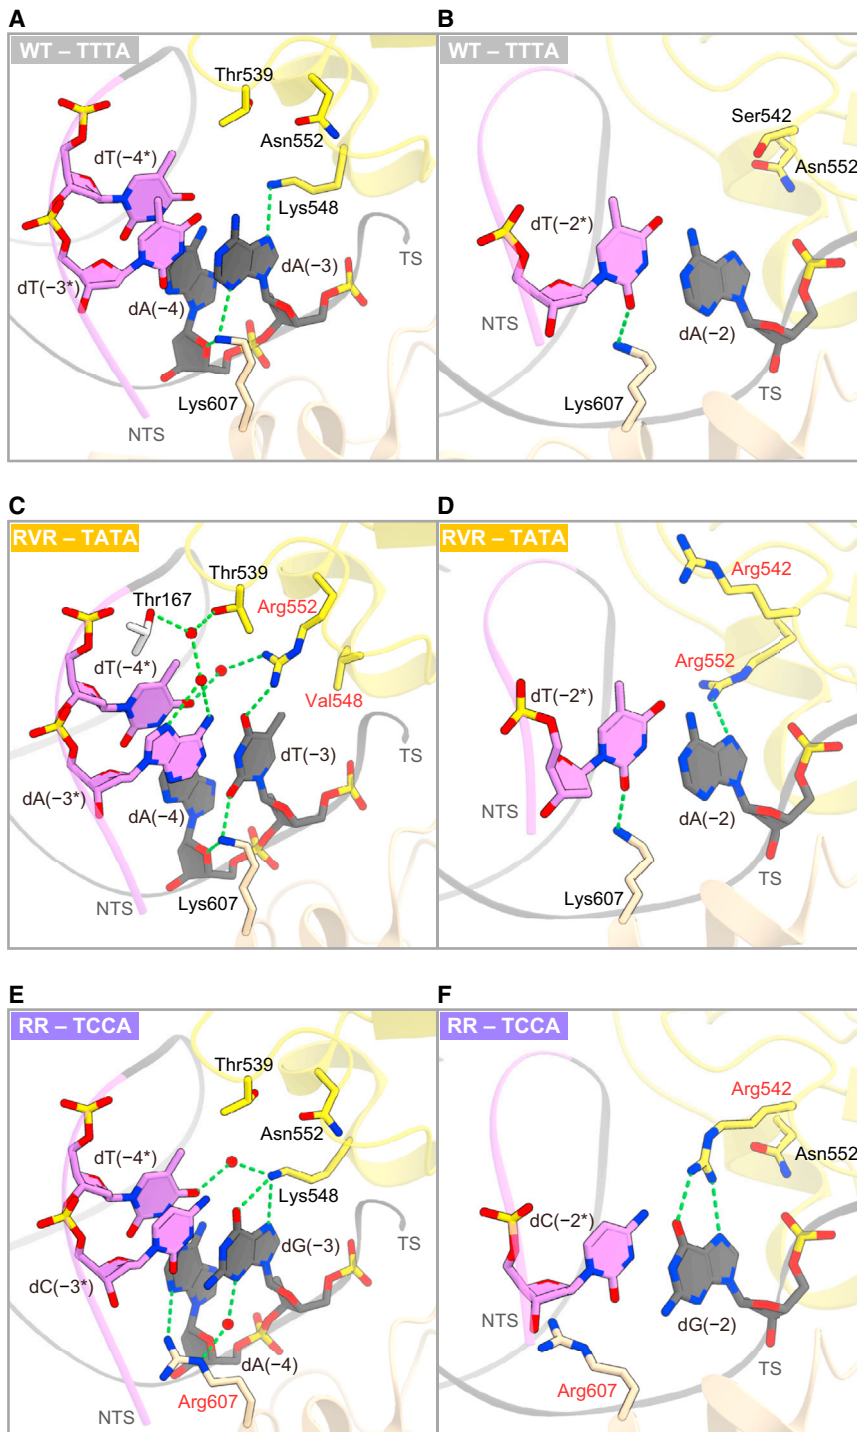 A
WT – TTTA
Thr539
Asn552
dT(−4*)
Lys548
dA(−3)
TS
dT(−3*)
dA(−4)
Lys607
NTS
B
WT – TTTA
Ser542
Asn552
dT(−2*)
NTS
dA(−2)
Lys607
TS
C
RVR – TATA
Thr539
Thr167
Arg552
dT(−4*)
Val548
TS
dT(−3)
dA(−3*)
dA(−4)
Lys607
NTS
D
RVR – TATA
Arg542
Arg552
dT(−2*)
NTS
dA(−2)
Lys607
TS
E
RR – TCCA
Thr539
Asn552
dT(−4*)
Lys548
TS
dG(−3)
dC(−3*)
dA(−4)
Arg607
NTS
F
RR – TCCA
Arg542
Asn552
dC(−2*)
NTS
dG(−2)
TS
Arg607